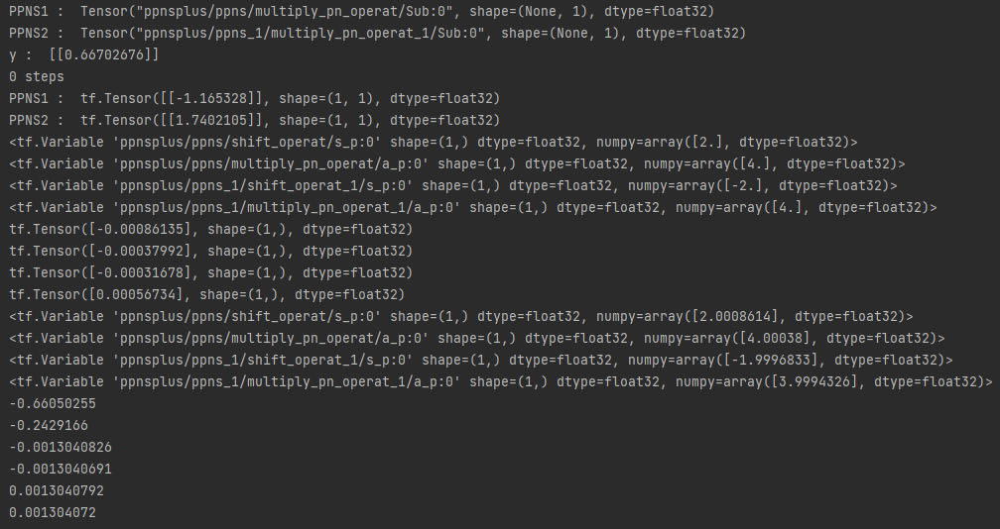 PPNS1 :  Tensor("ppnsplus/ppns/multiply_pn_operat/Sub:0", shape=(None, 1), dtype=float32)
PPNS2 :  Tensor("ppnsplus/ppns_1/multiply_pn_operat_1/Sub:0", shape=(None, 1), dtype=float32)
y :  [[0.66702676]]
0 steps
PPNS1 :  tf.Tensor([[-1.165328]], shape=(1, 1), dtype=float32)
PPNS2 :  tf.Tensor([[1.7402105]], shape=(1, 1), dtype=float32)
<tf.Variable 'ppnsplus/ppns/shift_operat/s_p:0' shape=(1,) dtype=float32, numpy=array([2.], dtype=float32)>
<tf.Variable 'ppnsplus/ppns/multiply_pn_operat/a_p:0' shape=(1,) dtype=float32, numpy=array([4.], dtype=float32)>
<tf.Variable 'ppnsplus/ppns_1/shift_operat_1/s_p:0' shape=(1,) dtype=float32, numpy=array([-2.], dtype=float32)>
<tf.Variable 'ppnsplus/ppns_1/multiply_pn_operat_1/a_p:0' shape=(1,) dtype=float32, numpy=array([4.], dtype=float32)>
tf.Tensor([-0.00086135], shape=(1,), dtype=float32)
tf.Tensor([-0.00037992], shape=(1,), dtype=float32)
tf.Tensor([-0.00031678], shape=(1,), dtype=float32)
tf.Tensor([0.00056734], shape=(1,), dtype=float32)
<tf.Variable 'ppnsplus/ppns/shift_operat/s_p:0' shape=(1,) dtype=float32, numpy=array([2.0008614], dtype=float32)>
<tf.Variable 'ppnsplus/ppns/multiply_pn_operat/a_p:0' shape=(1,) dtype=float32, numpy=array([4.00038], dtype=float32)>
<tf.Variable 'ppnsplus/ppns_1/shift_operat_1/s_p:0' shape=(1,) dtype=float32, numpy=array([-1.9996833], dtype=float32)>
<tf.Variable 'ppnsplus/ppns_1/multiply_pn_operat_1/a_p:0' shape=(1,) dtype=float32, numpy=array([3.9994326], dtype=float32)>
-0.66050255
-0.2429166
-0.0013040826
-0.0013040691
0.0013040792
0.001304072